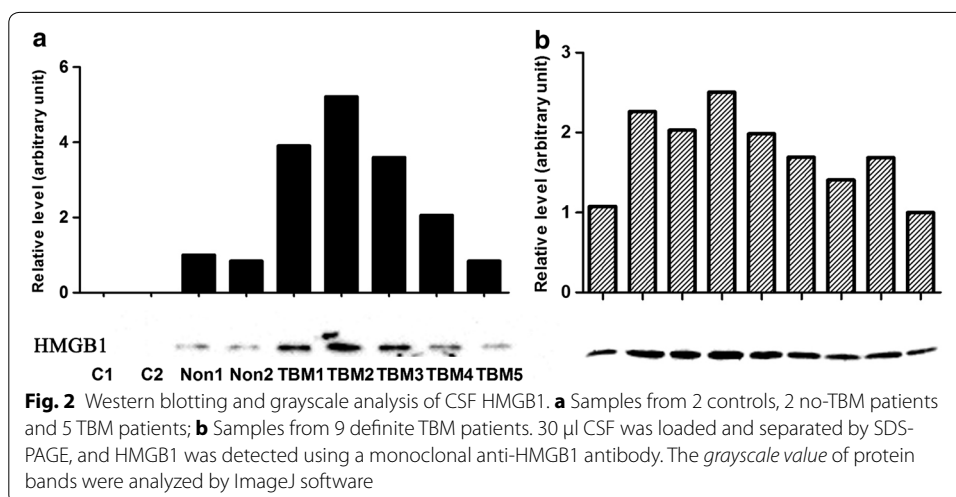 a
b
Relative level (arbitrary unit)
6
4
2
0
Relative level (arbitrary unit)
3
2
1
0
HMGB1
C1 C2 Non1 Non2 TBM1 TBM2 TBM3 TBM4 TBM5
Fig. 2 Western blotting and grayscale analysis of CSF HMGB1. a Samples from 2 controls, 2 no-TBM patients
and 5 TBM patients; b Samples from 9 definite TBM patients. 30 µl CSF was loaded and separated by SDS-
PAGE, and HMGB1 was detected using a monoclonal anti-HMGB1 antibody. The grayscale value of protein
bands were analyzed by ImageJ software